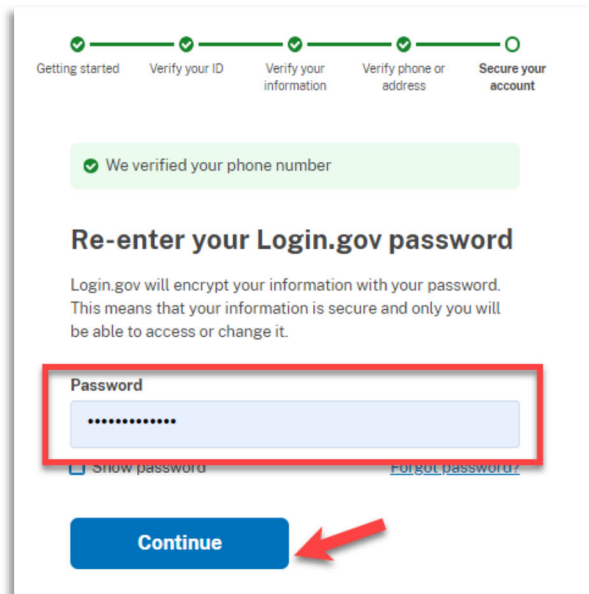 Getting started Verify your ID Verify your Verify phone or Secure your
information address account
We verified your phone number
Re-enter your Login.gov password
Login.gov will encrypt your information with your password.
This means that your information is secure and only you will
be able to access or change it.
Password
•••••••••••••
Show password Forgot password?
Continue